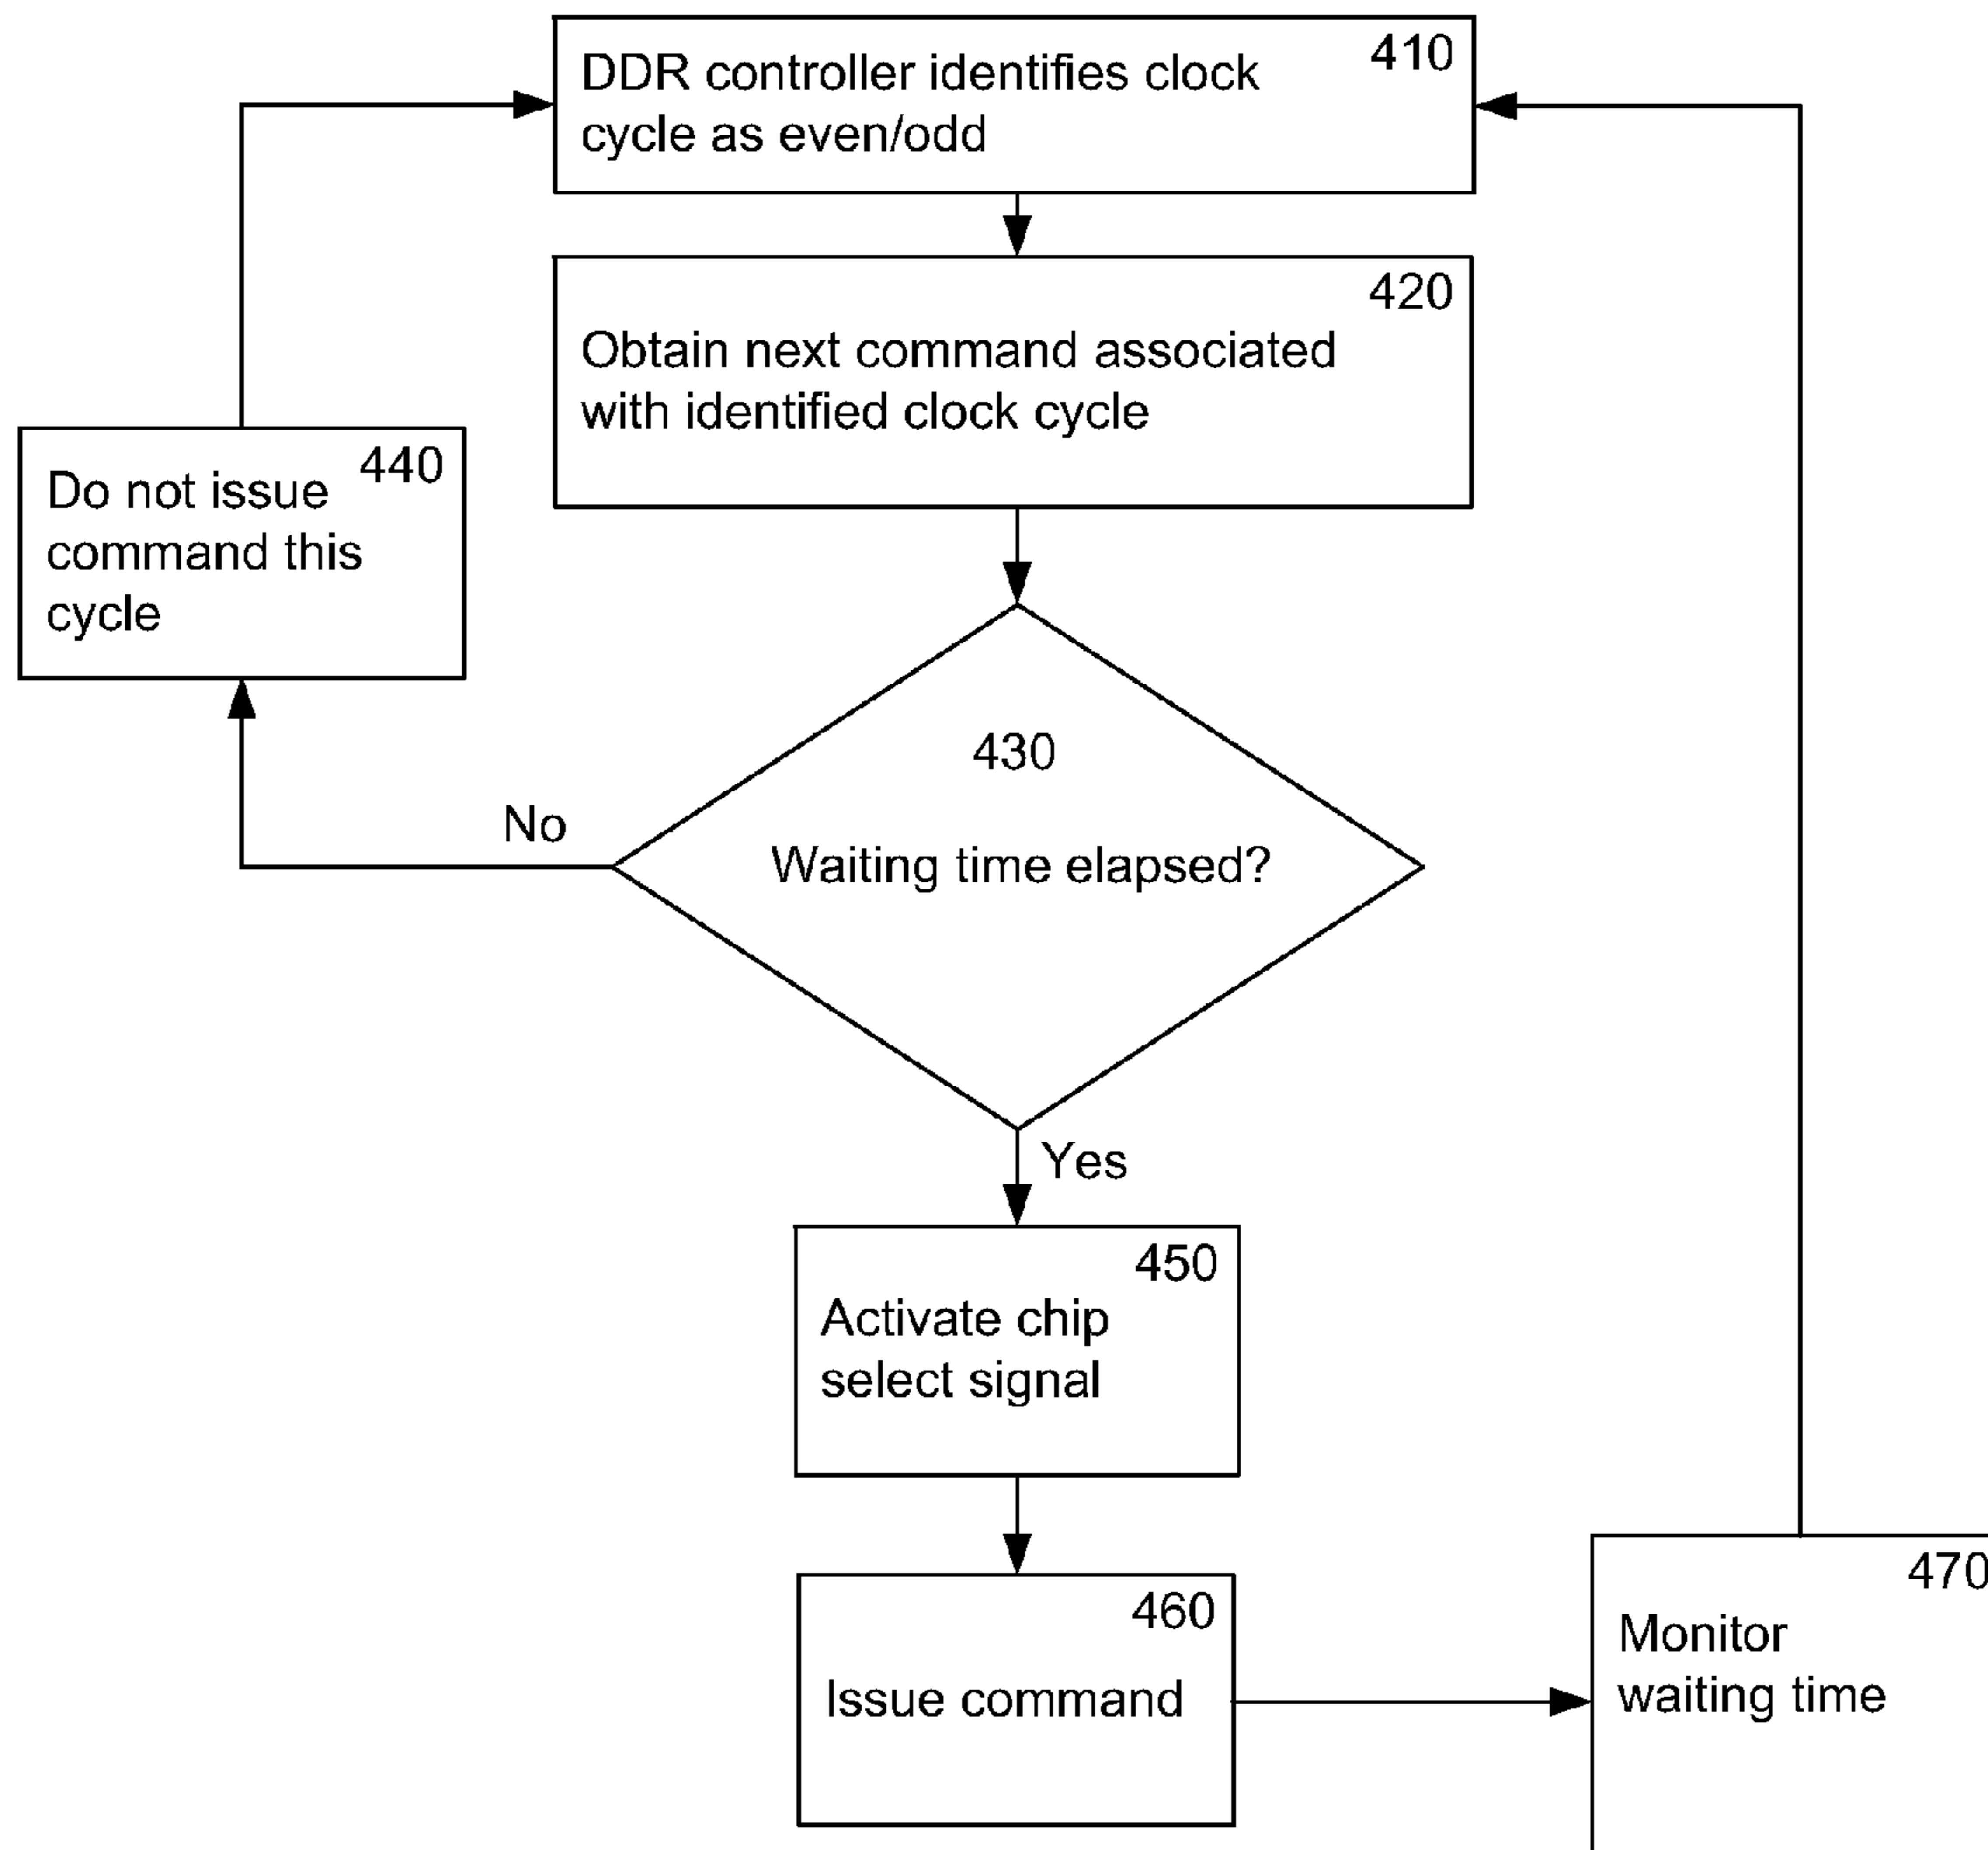 410
DDR controller identifies clock
cycle as even/odd
420
Obtain next command associated
with identified clock cycle
440
Do not issue
command this
cycle
430
Waiting time elapsed?
No
Yes
450
Activate chip
select signal
460
Issue command
470
Monitor
waiting time